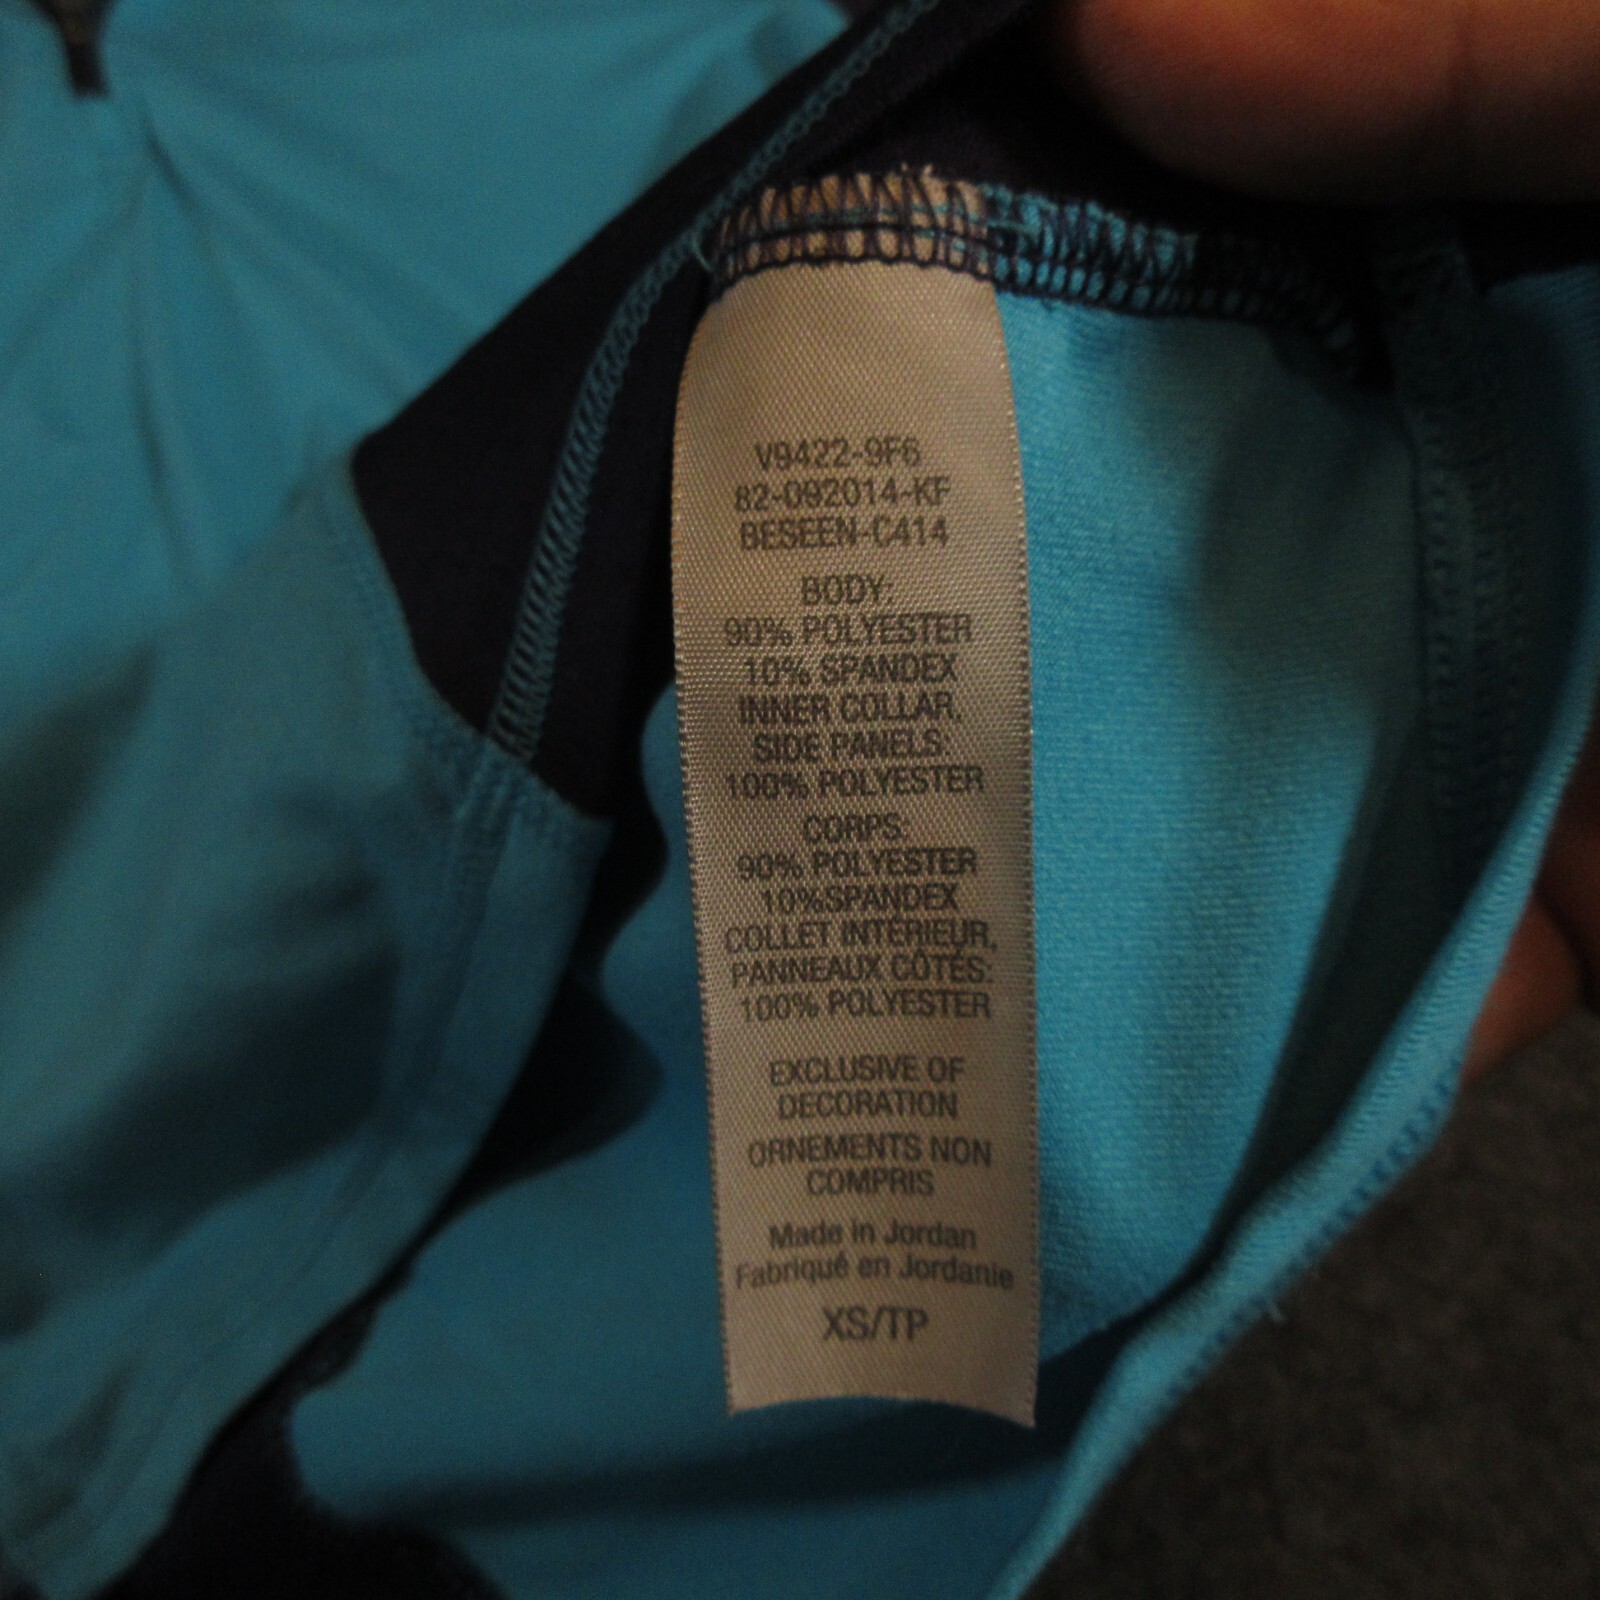 V9422-9F6
82-092014-KF
BESEEN-C414
BODY:
90% POLYESTER
10% SPANDEX
INNER COLLAR,
SIDE PANELS:
100% POLYESTER
CORPS:
90% POLYESTER
10%SPANDEX
COLLET INTÉRIEUR,
PANNEAUX CÔTÉS:
100% POLYESTER
EXCLUSIVE OF
DECORATION
ORNEMENTS NON
COMPRIS
Made in Jordan
Fabriqué en Jordanie
XS/TP